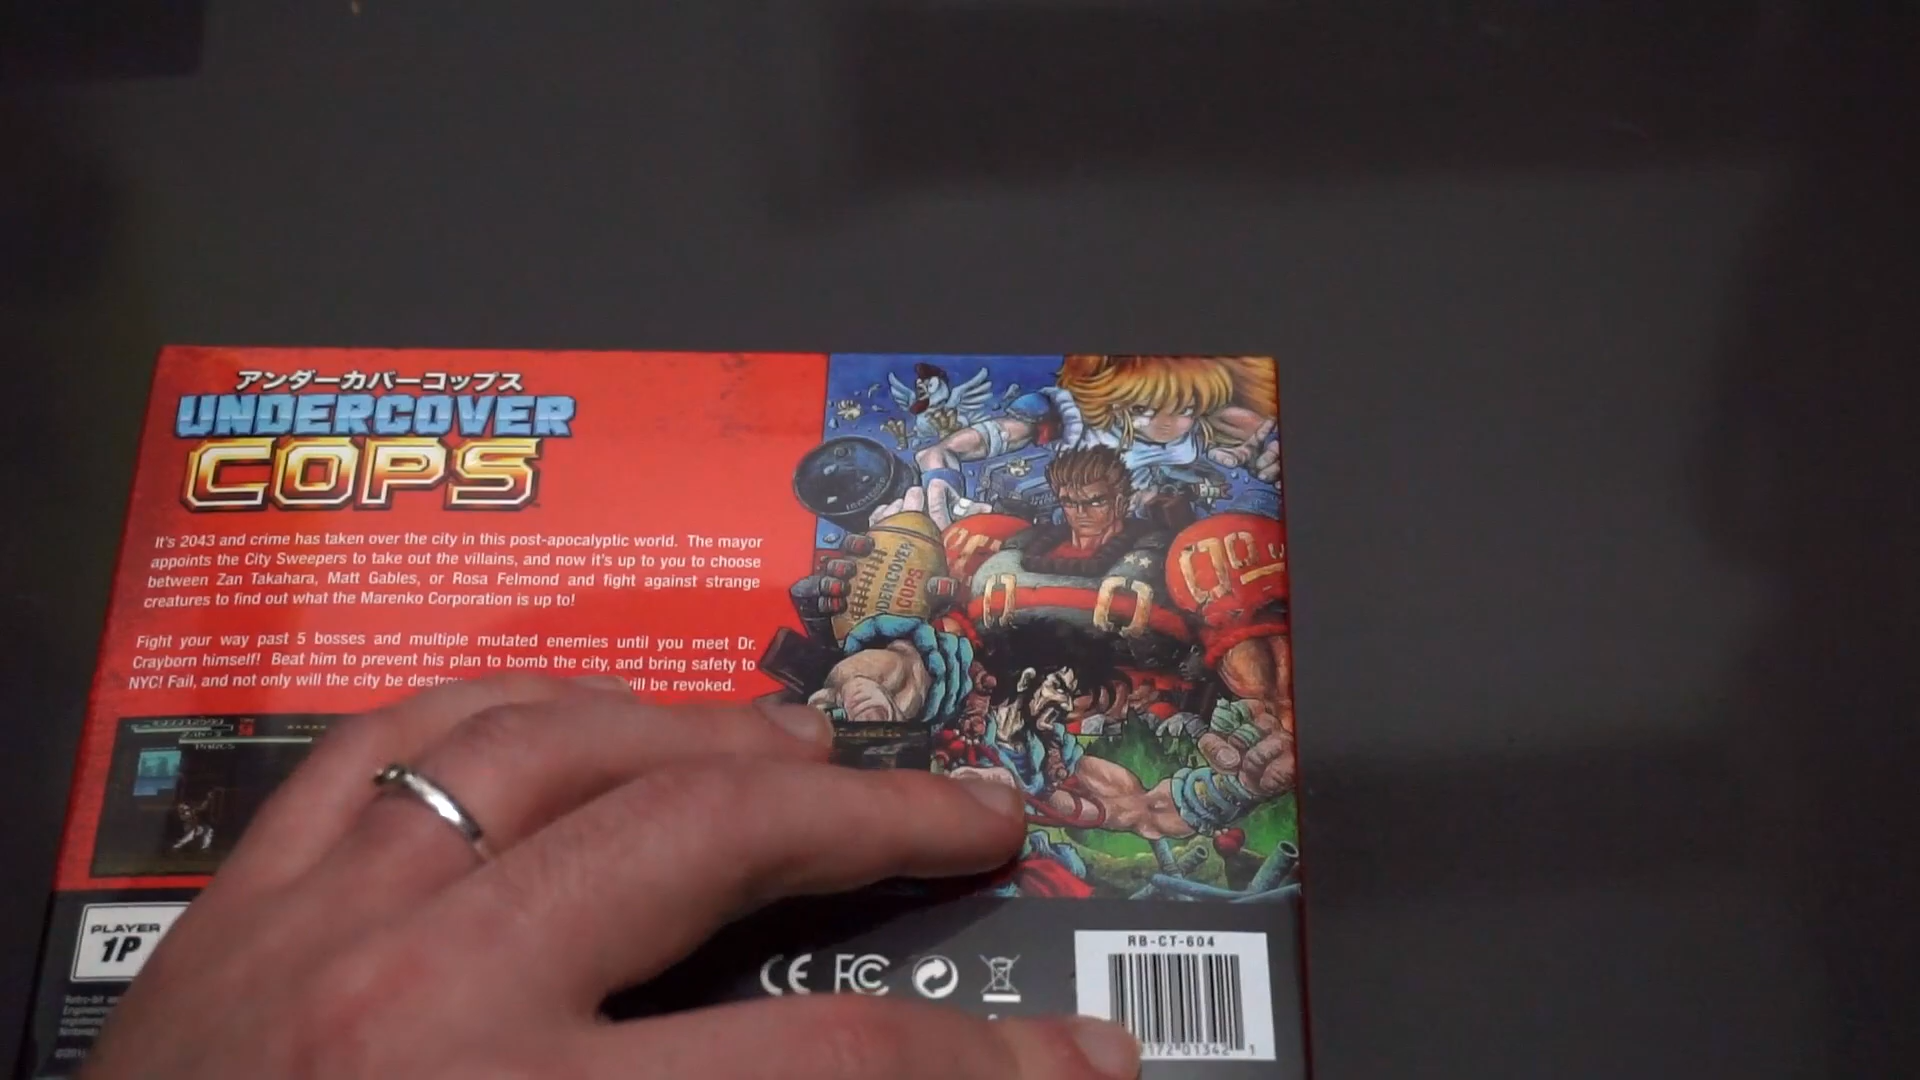 アンダーカバーコップス
UNDERCOVER
COPS
It's 2043 and crime has taken over the city in this post-apocalyptic world. The mayor
appoints the City Sweepers to take out the villains, and now it's up to you to choose
between Zan Takahara, Matt Gables, or Rosa Felmond and fight against strange
creatures to find out what the Marenko Corporation is up to!
Fight your way past 5 bosses and multiple mutated enemies until you meet Dr.
Crayborn himself! Beat him to prevent his plan to bomb the city, and bring safety to
NYC! Fail, and not only will the city be will be revoked.
UNDERCOVER
COPS
PLAYER
1P
CE FC
RB-CT-604